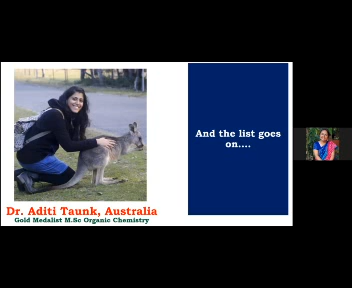 And the list goes
on....
Dr. Aditi Taunk, Australia
Gold Medalist M.Sc Organic Chemistry